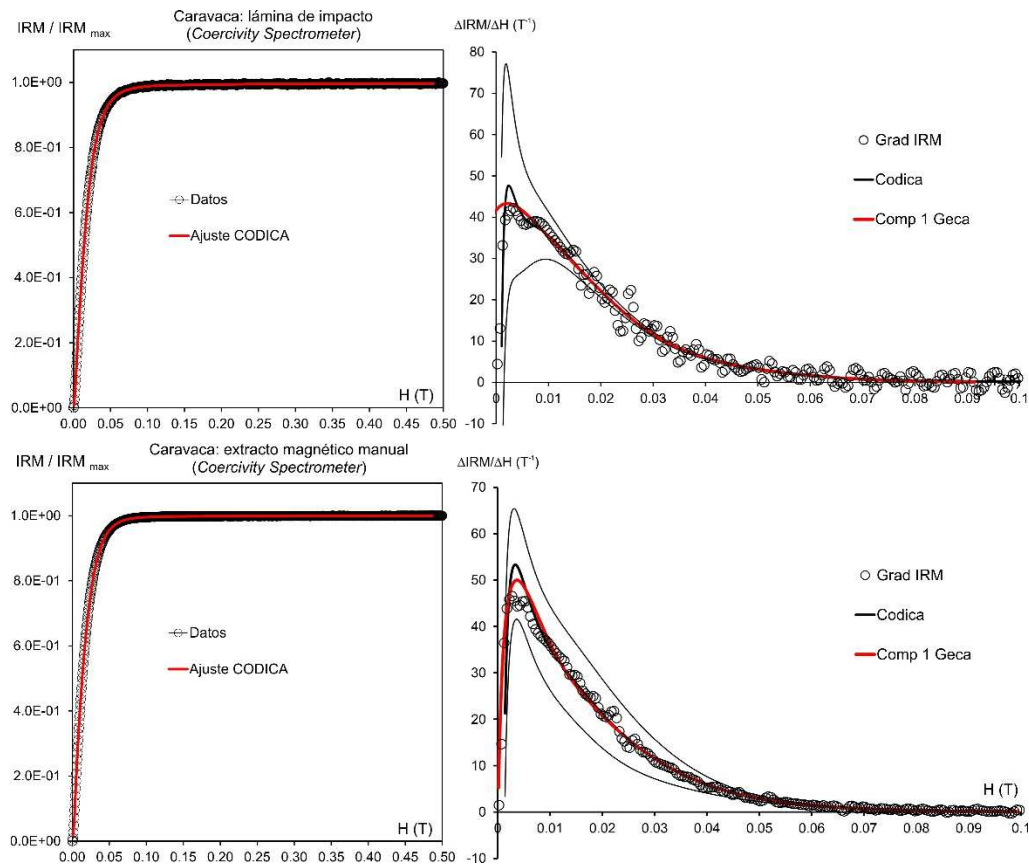 Caravaca: lámina de impacto
(Coercivity Spectrometer)
IRM / IRM max
1.0E+00
8.0E-01
6.0E-01
4.0E-01
2.0E-01
0.0E+00
Datos
Ajuste CODICA
H (T)
0.00 0.05 0.10 0.15 0.20 0.25 0.30 0.35 0.40 0.45 0.50
ΔIRM/ΔH (T-1)
80
70
60
50
40
30
20
10
0
-10
Grad IRM
Codica
Comp 1 Geca
H (T)
0 0.01 0.02 0.03 0.04 0.05 0.06 0.07 0.08 0.09 0.1
Caravaca: extracto magnético manual
(Coercivity Spectrometer)
IRM / IRM max
1.0E+00
8.0E-01
6.0E-01
4.0E-01
2.0E-01
0.0E+00
Datos
Ajuste CODICA
H (T)
0.00 0.05 0.10 0.15 0.20 0.25 0.30 0.35 0.40 0.45 0.50
ΔIRM/ΔH (T-1)
70
60
50
40
30
20
10
0
-10
Grad IRM
Codica
Comp 1 Geca
H (T)
0 0.01 0.02 0.03 0.04 0.05 0.06 0.07 0.08 0.09 0.1